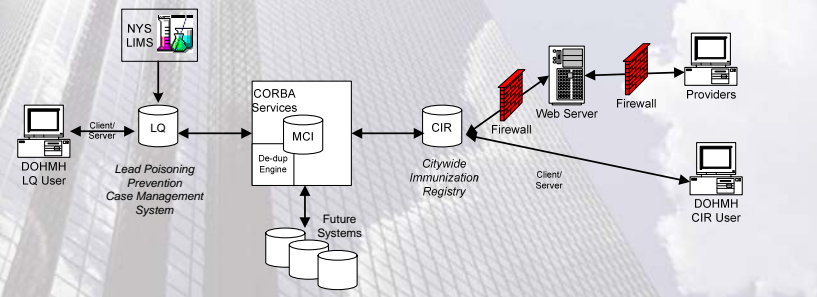 NYS
LIMS
CORBA
Services
MCI
De-dup
Engine
LQ
Client/
Server
DOHMH
LQ User
Lead Poisoning
Prevention
Case Management
System
Future
Systems
CIR
Citywide
Immunization
Registry
Firewall
Web Server
Firewall
Providers
Client/
Server
DOHMH
CIR User